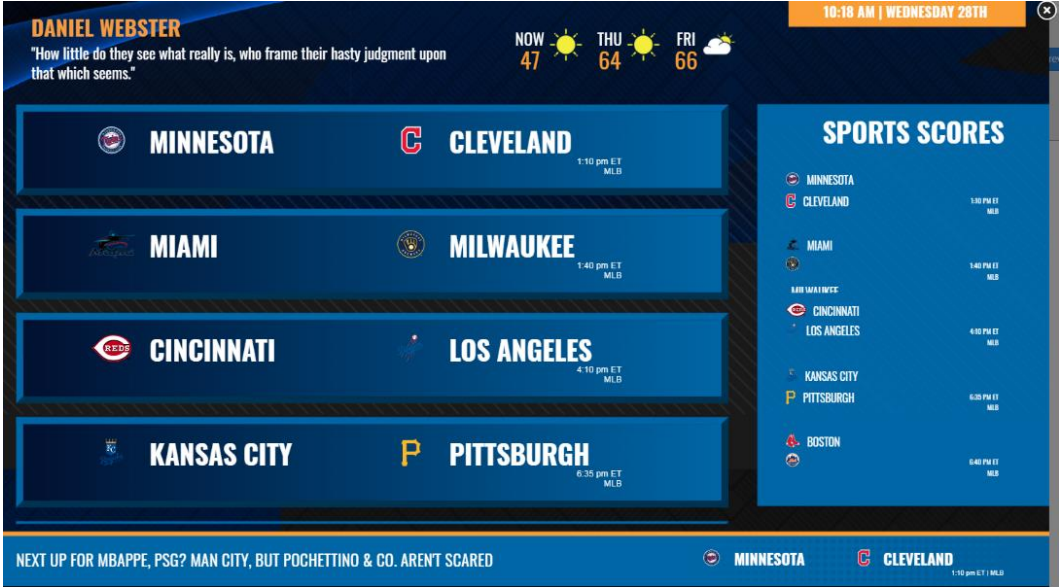 DANIEL WEBSTER
"How little do they see what really is, who frame their hasty judgment upon
that which seems."
NOW THU FRI
47 64 66
10:18 AM | WEDNESDAY 28TH
MINNESOTA C CLEVELAND
1:10 pm ET
MLB
MIAMI MILWAUKEE
1:40 pm ET
MLB
REDS CINCINNATI LOS ANGELES
4:10 pm ET
MLB
KC KANSAS CITY P PITTSBURGH
6:35 pm ET
MLB
SPORTS SCORES
MINNESOTA
C CLEVELAND 1:10 PM ET
MLB
MIAMI
1:40 PM ET
MLB
MILWAUKEE
CINCINNATI
LOS ANGELES 4:10 PM ET
MLB
KANSAS CITY
P PITTSBURGH 6:35 PM ET
MLB
BOSTON
6:40 PM ET
MLB
NEXT UP FOR MBAPPE, PSG? MAN CITY, BUT POCHETTINO & CO. AREN'T SCARED
MINNESOTA C CLEVELAND
1:10 pm ET | MLB